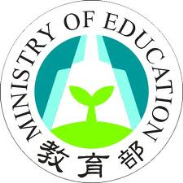 MINISTRY OF EDUCATION
教育部